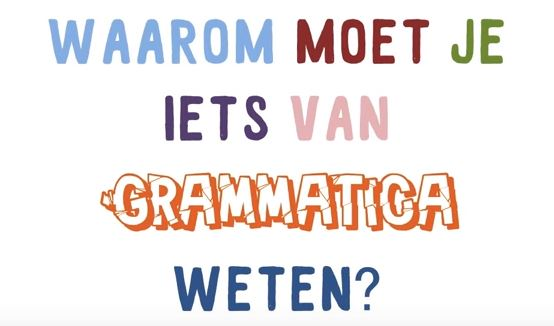 WAAROM MOET JE
IETS VAN
GRAMMATICA
WETEN?